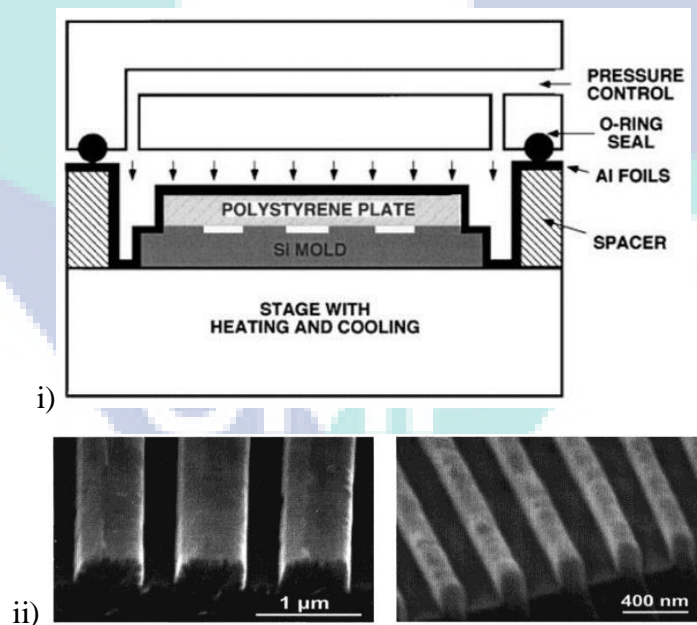 PRESSURE
CONTROL
O-RING
SEAL
Al FOILS
POLYSTYRENE PLATE
SPACER
Si MOLD
STAGE WITH
HEATING AND COOLING
i)
1 μm
400 nm
ii)